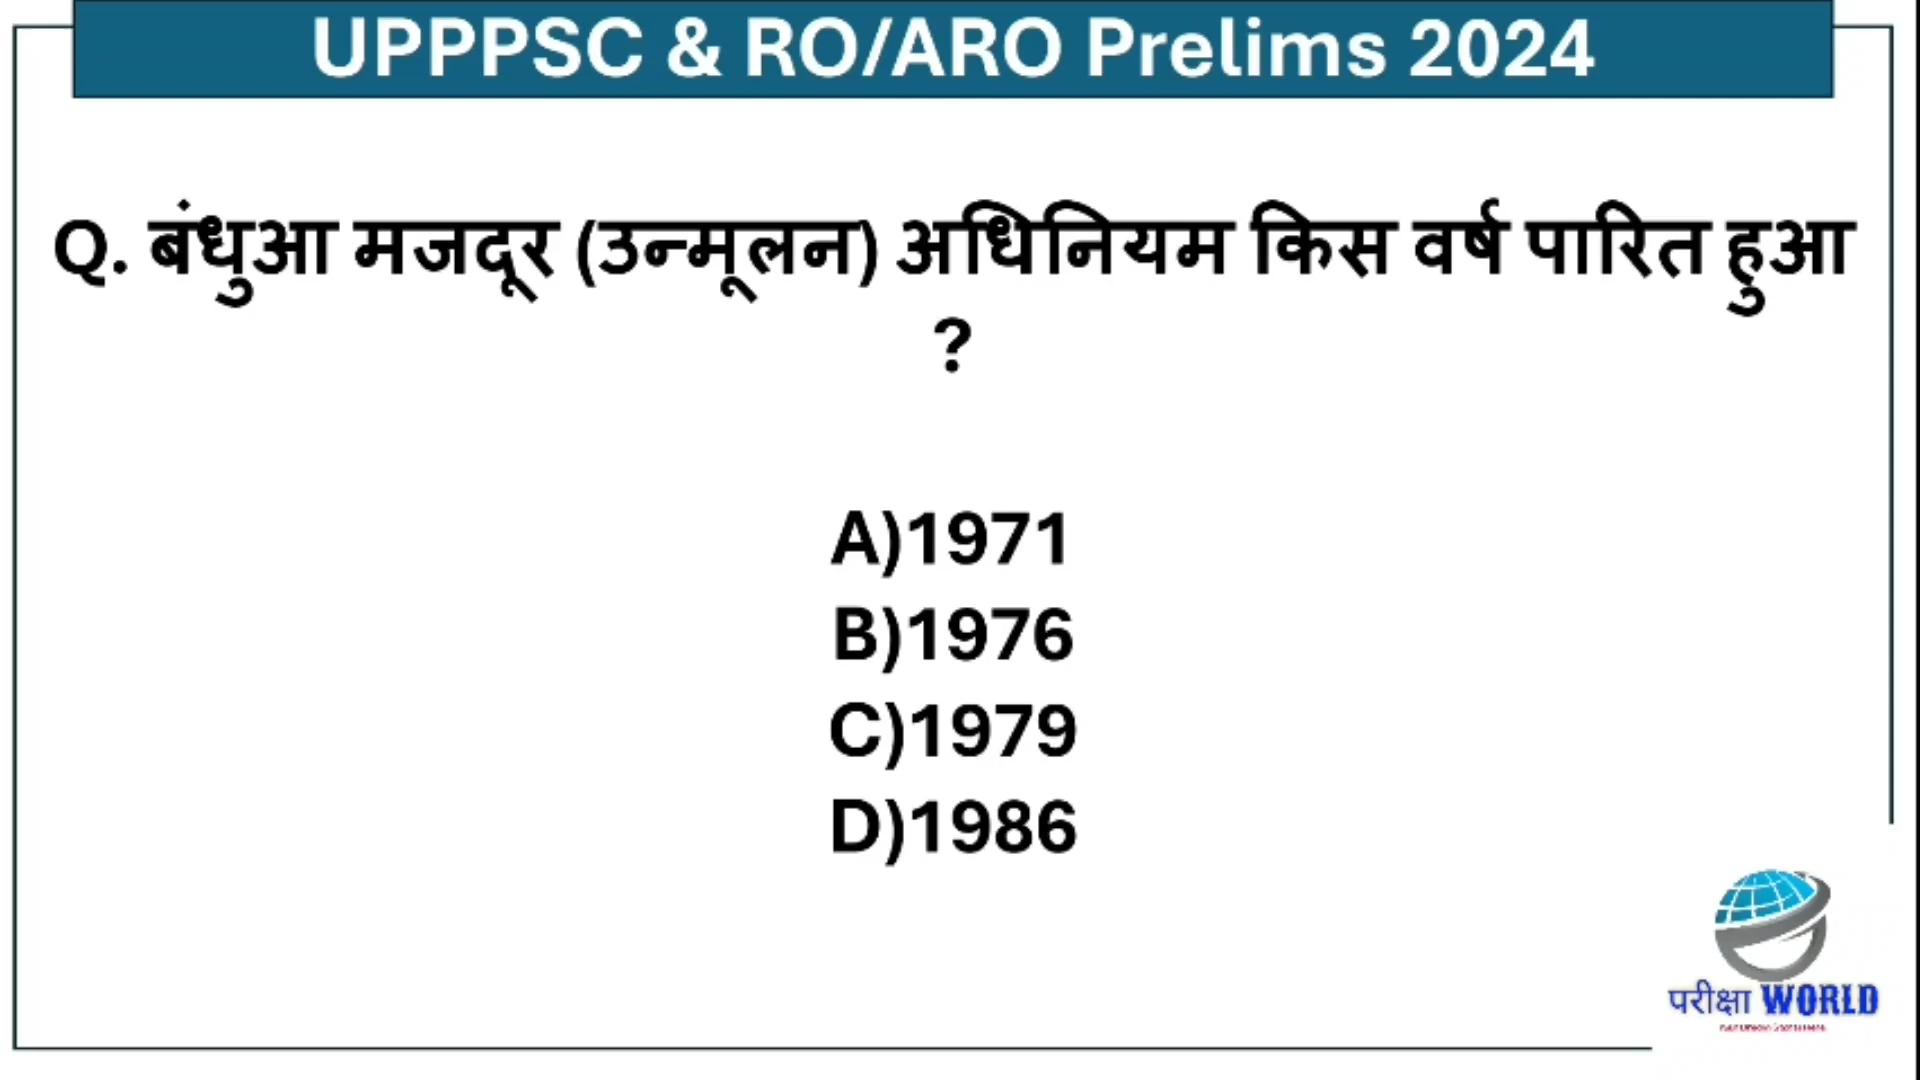 UPPPSC & RO/ARO Prelims 2024
Q. बंधुआ मजदूर (उन्मूलन) अधिनियम किस वर्ष पारित हुआ
?
A)1971
B)1976
C)1979
D)1986
परीक्षा WORLD